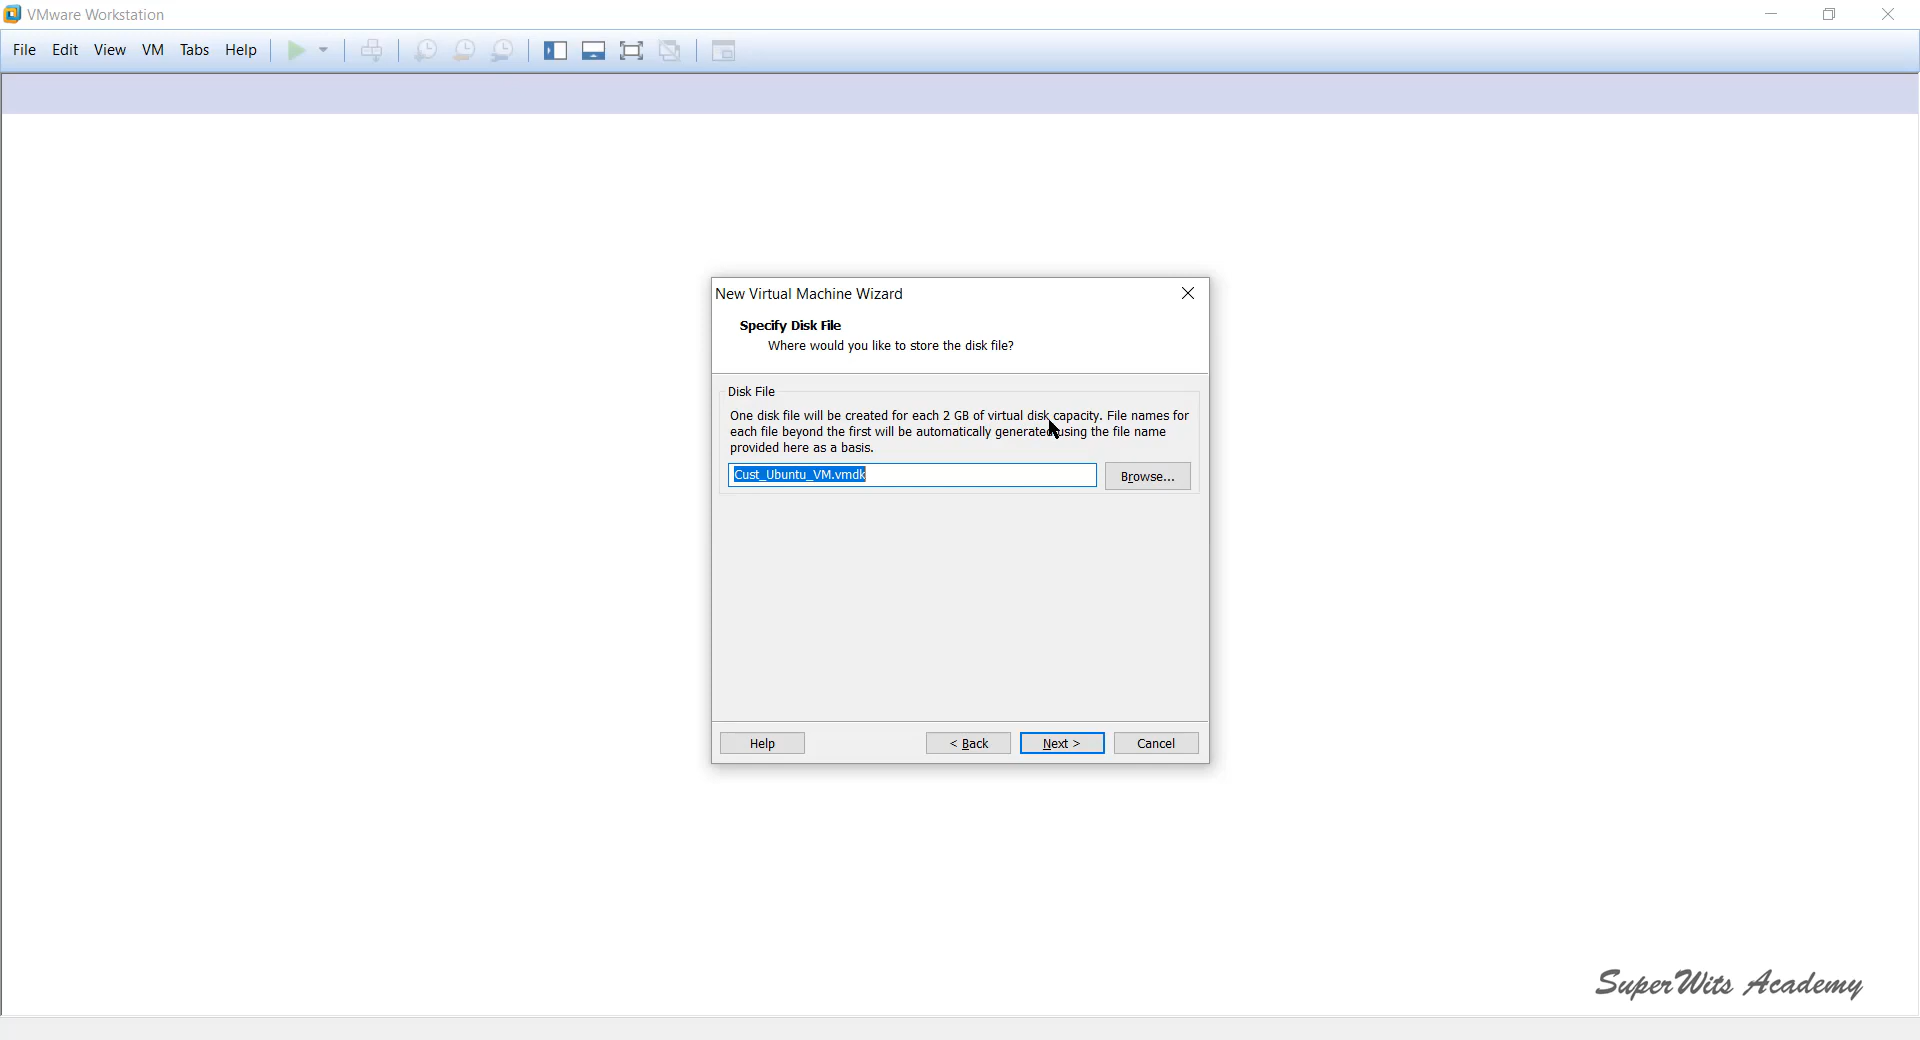 VMware Workstation
File Edit View VM Tabs Help
New Virtual Machine Wizard
Specify Disk File
Where would you like to store the disk file?
Disk File
One disk file will be created for each 2 GB of virtual disk capacity. File names for
each file beyond the first will be automatically generated using the file name
provided here as a basis.
Cust_Ubuntu_VM.vmdk
Browse...
Help < Back Next > Cancel
SuperWits Academy